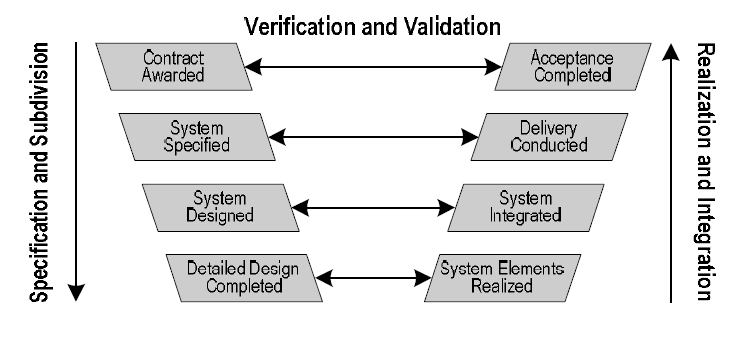 Verification and Validation
Specification and Subdivision
Contract
Awarded
Acceptance
Completed
System
Specified
Delivery
Conducted
System
Designed
System
Integrated
Detailed Design
Completed
System Elements
Realized
Realization and Integration